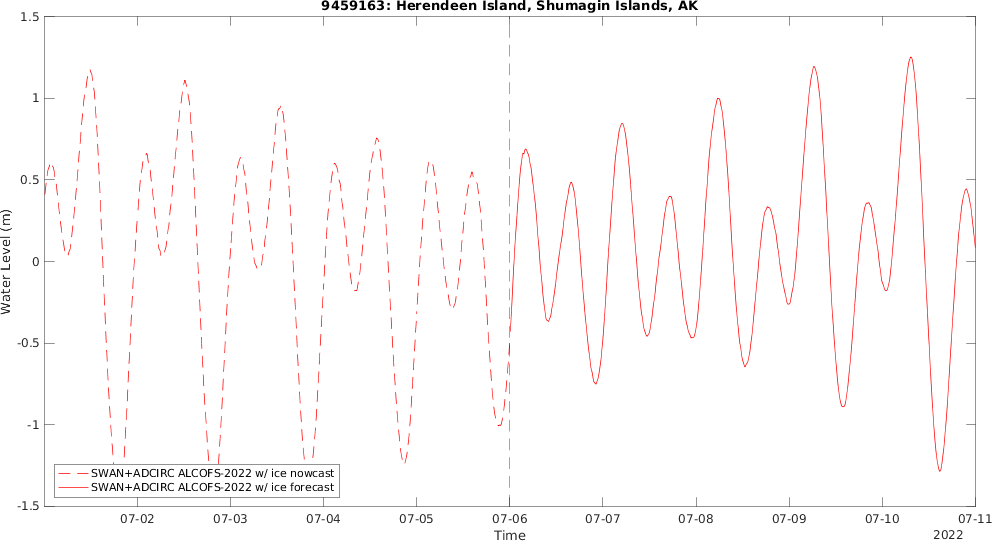 9459163: Herendeen Island, Shumagin Islands, AK
1.5
1
0.5
0
-0.5
-1
-1.5
Water Level (m)
SWAN+ADCIRC ALCOFS-2022 w/ ice nowcast
SWAN+ADCIRC ALCOFS-2022 w/ ice forecast
07-02 07-03 07-04 07-05 07-06 07-07 07-08 07-09 07-10 07-11
Time
2022